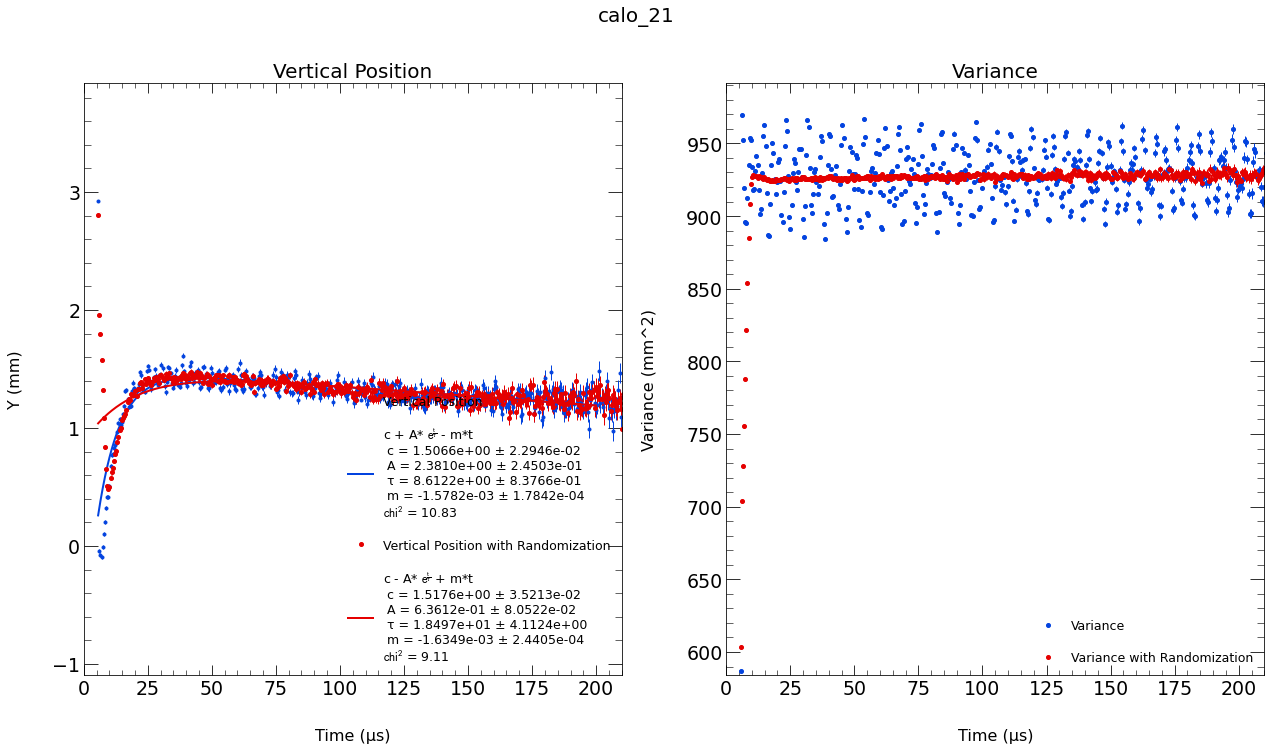 calo_21
Vertical Position
Y (mm)
3
2
1
0
−1
0 25 50 75 100 125 150 175 200
Time (µs)
Vertical Position
c + A* e - m*t
c = 1.5066e+00 ± 2.2946e-02
A = 2.3810e+00 ± 2.4503e-01
τ = 8.6122e+00 ± 8.3766e-01
m = -1.5782e-03 ± 1.7842e-04
chi² = 10.83
Vertical Position with Randomization
c - A* e + m*t
c = 1.5176e+00 ± 3.5213e-02
A = 6.3612e-01 ± 8.0522e-02
τ = 1.8497e+01 ± 4.1124e+00
m = -1.6349e-03 ± 2.4405e-04
chi² = 9.11
Variance
Variance (mm^2)
950
900
850
800
750
700
650
600
0 25 50 75 100 125 150 175 200
Time (µs)
Variance
Variance with Randomization